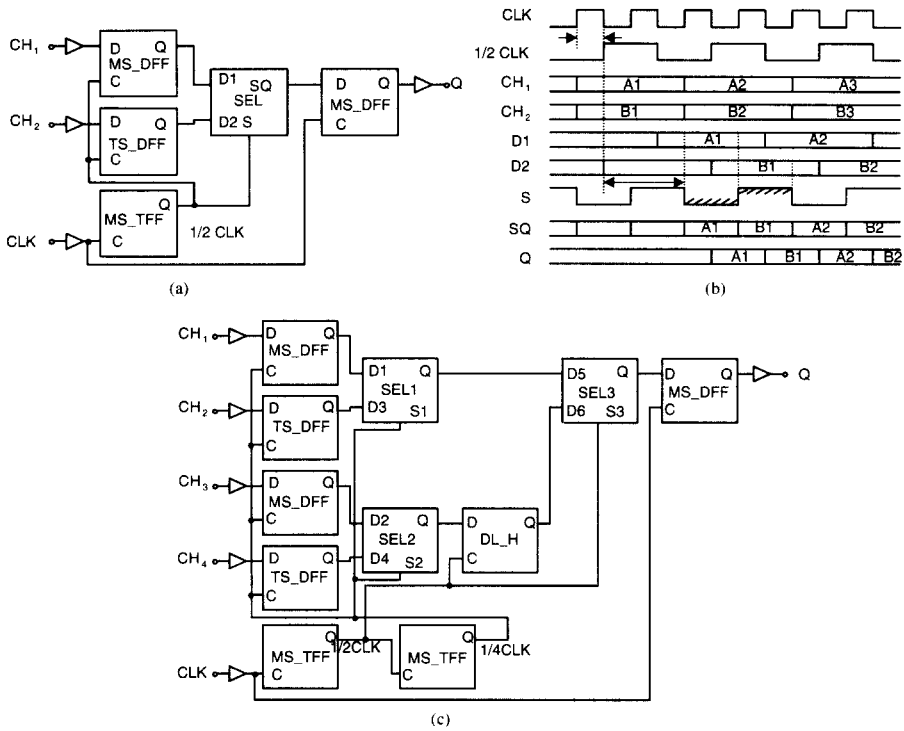 CH₁
D Q
MS_DFF
C
D1 SQ
SEL
D2 S
D Q
MS_DFF
C
Q
CH₂
D Q
TS_DFF
C
Q
MS_TFF
C
1/2 CLK
CLK
(a)
CLK
1/2 CLK
CH₁ A1 A2 A3
CH₂ B1 B2 B3
D1 A1 A2
D2 B1 B2
S
SQ A1 B1 A2 B2
Q A1 B1 A2 B2
(b)
CH₁
D Q
MS_DFF
C
D1 Q
SEL1
D3 S1
D5 Q
SEL3
D6 S3
D Q
MS_DFF
C
Q
CH₂
D Q
TS_DFF
C
CH₃
D Q
MS_DFF
C
D2 Q
SEL2
D4 S2
D Q
DL_H
C
CH₄
D Q
TS_DFF
C
Q
MS_TFF
C
1/2CLK
Q
MS_TFF
C
1/4CLK
CLK
(c)